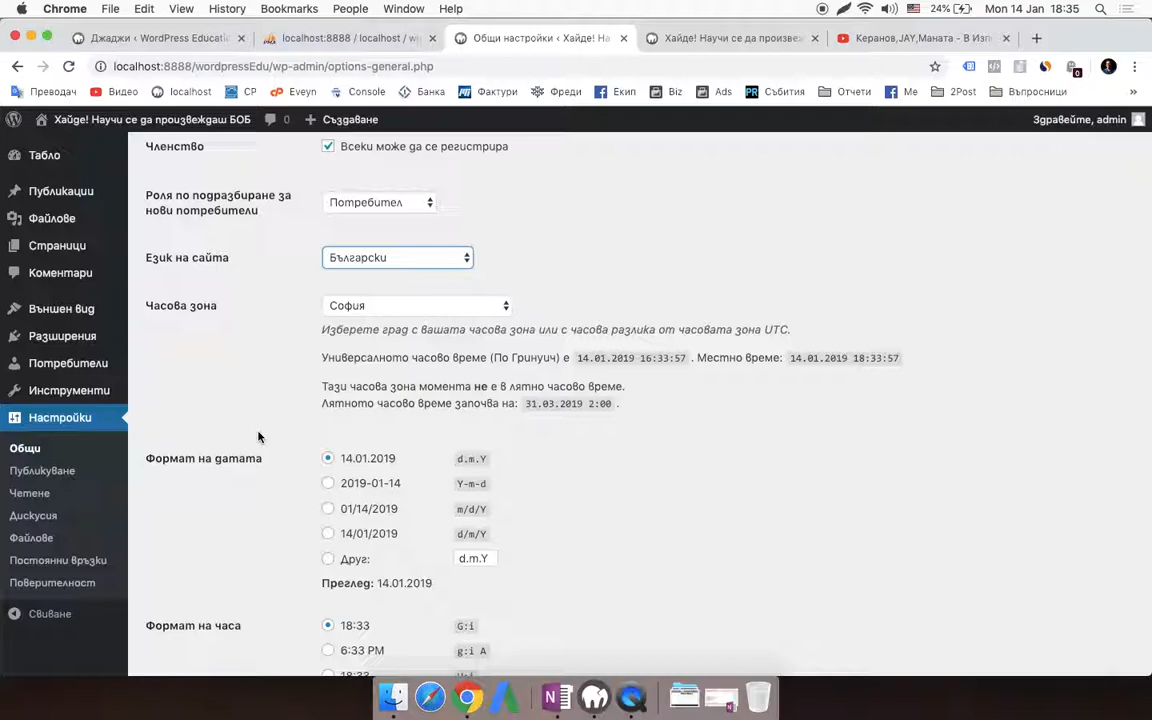 Chrome File Edit View History Bookmarks People Window Help 24% Mon 14 Jan 18:35
Джаджи ‹ WordPress Educati
localhost:8888 / localhost / w
Общи настройки ‹ Хайде! На
Хайде! Научи се да произвеж
Керанов,JAY,Маната - В Изп
localhost:8888/wordpressEdu/wp-admin/options-general.php
Преводач Видео localhost CP Eveyn Console Банка Фактури Фреди Екип Biz Ads Събития Отчети Me 2Post Въпросници »
Хайде! Научи се да произвеждаш БОБ 0 Създаване Здравейте, admin
Табло
Публикации
Файлове
Страници
Коментари
Външен вид
Разширения
Потребители
Инструменти
Настройки
Общи
Публикуване
Четене
Дискусия
Файлове
Постоянни връзки
Поверителност
Свиване
Членство
Всеки може да се регистрира
Роля по подразбиране за
нови потребители
Потребител
Език на сайта
Български
Часова зона
София
Изберете град с вашата часова зона или с часова разлика от часовата зона UTC.
Универсалното часово време (По Гринуич) е 14.01.2019 16:33:57 . Местно време: 14.01.2019 18:33:57
Тази часова зона момента не е в лятно часово време.
Лятното часово време започва на: 31.03.2019 2:00 .
Формат на датата
14.01.2019 d.m.Y
2019-01-14 Y-m-d
01/14/2019 m/d/Y
14/01/2019 d/m/Y
Друг: d.m.Y
Преглед: 14.01.2019
Формат на часа
18:33 G:i
6:33 PM g:i A